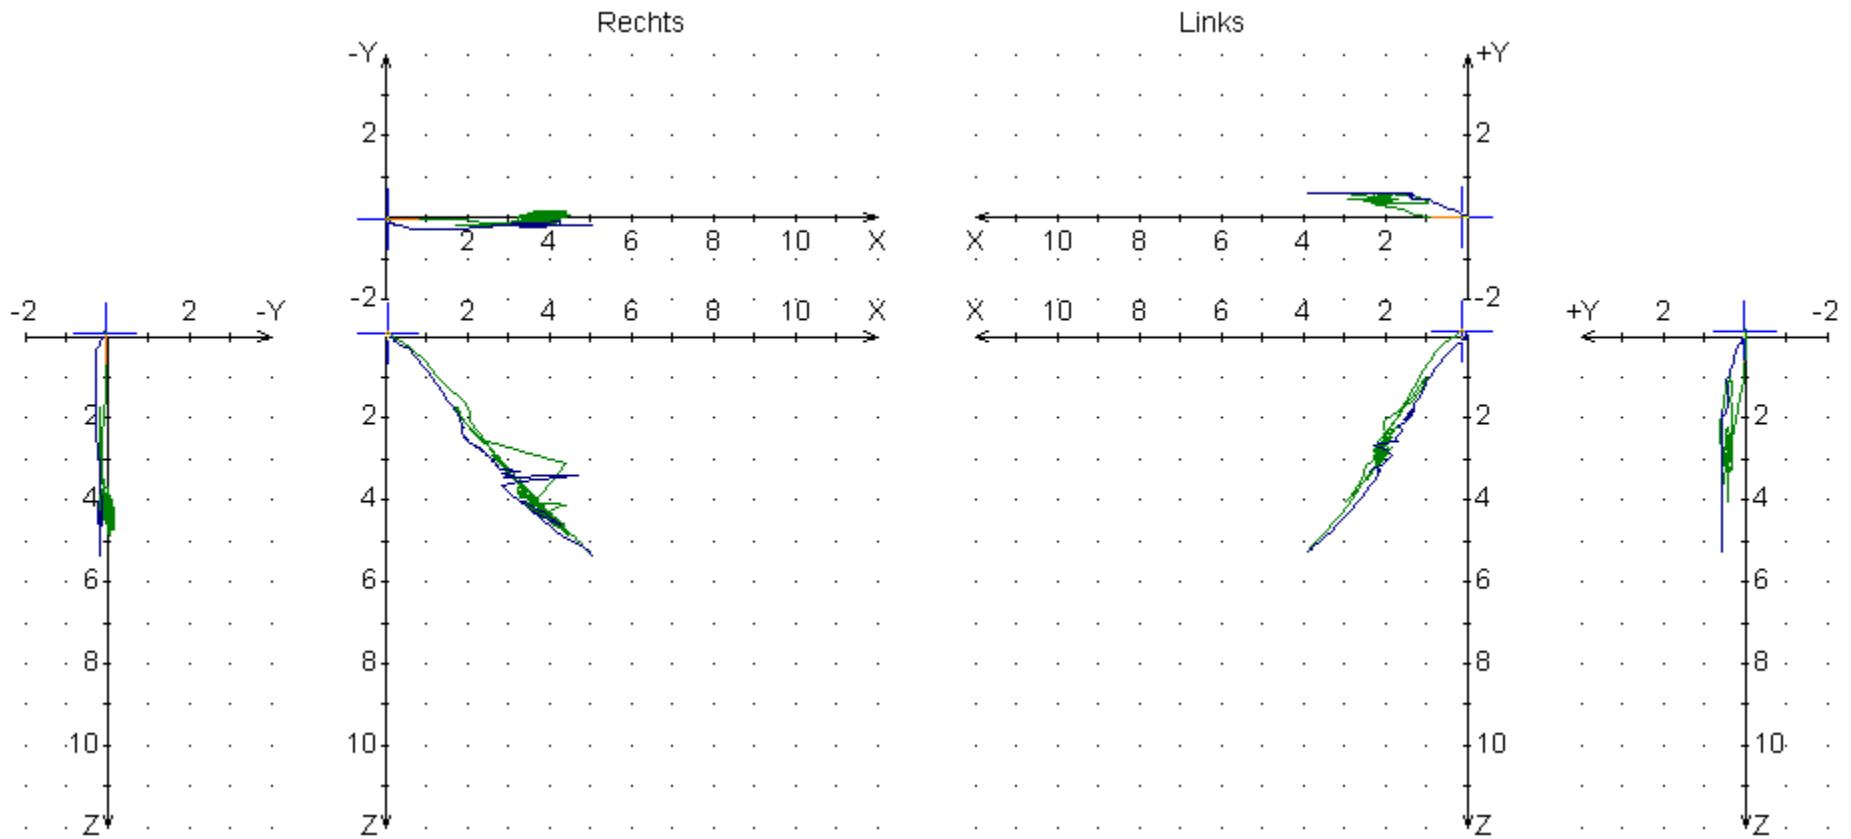 Rechts Links
-Y +Y
2 2
2 4 6 8 10 X X 10 8 6 4 2
-2 -2
-2 2 -Y 2 4 6 8 10 X X 10 8 6 4 2 +Y 2 -2
2 2 2 2
4 4 4 4
6 6 6 6
8 8 8 8
10 10 10 10
Z Z Z Z